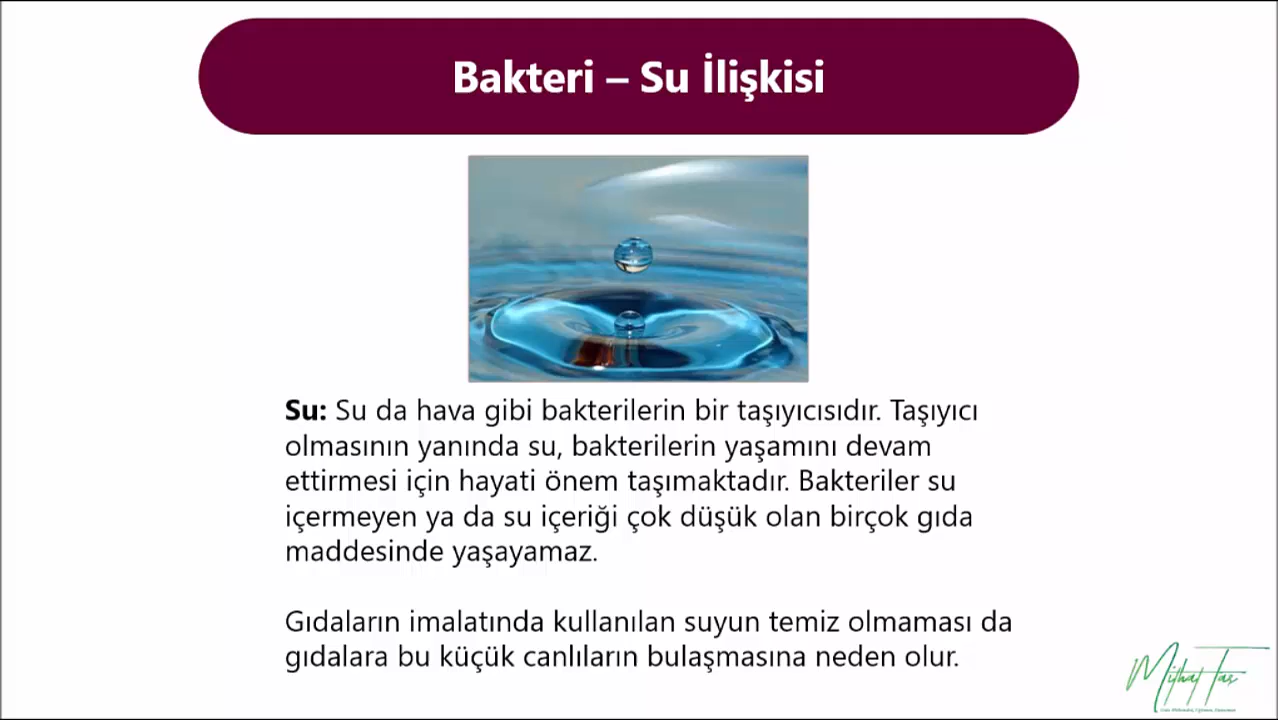 Bakteri – Su İlişkisi
Su: Su da hava gibi bakterilerin bir taşıyıcısıdır. Taşıyıcı
olmasının yanında su, bakterilerin yaşamını devam
ettirmesi için hayati önem taşımaktadır. Bakteriler su
içermeyen ya da su içeriği çok düşük olan birçok gıda
maddesinde yaşayamaz.
Gıdaların imalatında kullanılan suyun temiz olmaması da
gıdalara bu küçük canlıların bulaşmasına neden olur.
Mithat Taş